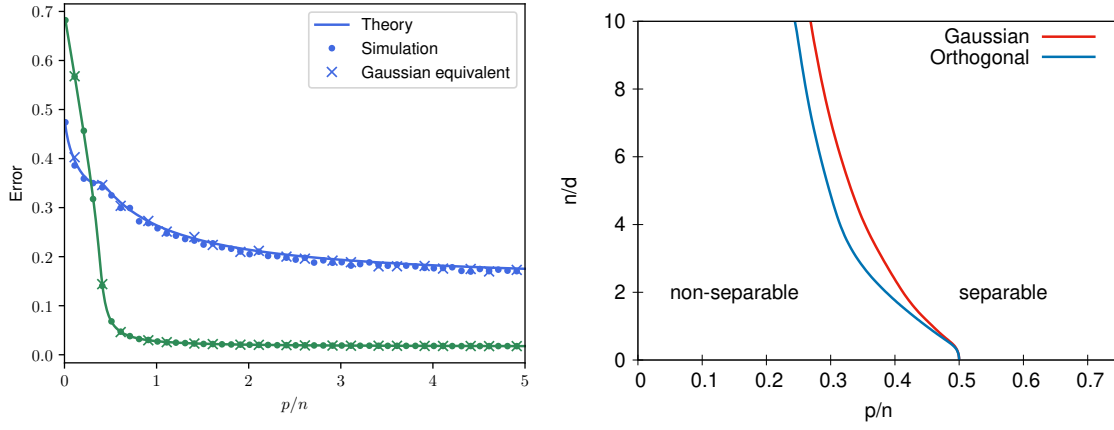 0.7
0.6
0.5
0.4
0.3
0.2
0.1
0.0
Error
0
1
2
3
4
5
p/n
Theory
Simulation
Gaussian equivalent
10
8
6
4
2
0
n/d
0
0.1
0.2
0.3
0.4
0.5
0.6
0.7
p/n
Gaussian
Orthogonal
non-separable
separable